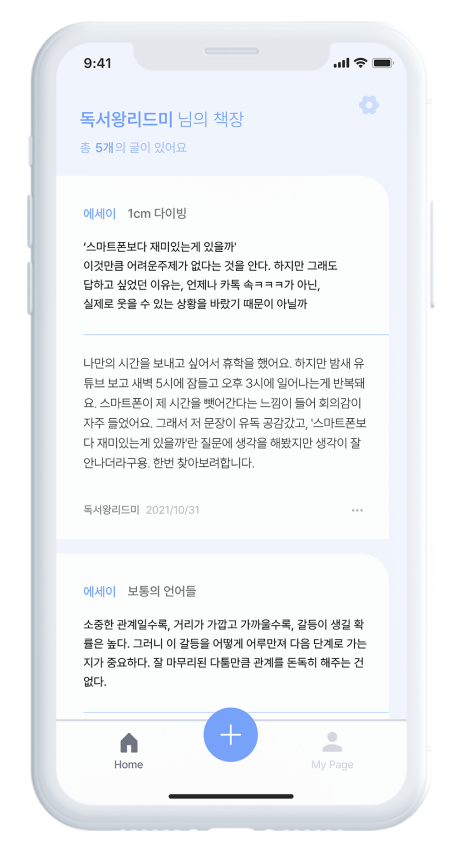 9:41
독서왕리드미 님의 책장
총 5개의 글이 있어요
에세이 1cm 다이빙
'스마트폰보다 재미있는게 있을까'
이것만큼 어려운주제가 없다는 것을 안다. 하지만 그래도
답하고 싶었던 이유는, 언제나 카톡 속ㅋㅋㅋ가 아닌,
실제로 웃을 수 있는 상황을 바랐기 때문이 아닐까
나만의 시간을 보내고 싶어서 휴학을 했어요. 하지만 밤새 유
튜브 보고 새벽 5시에 잠들고 오후 3시에 일어나는게 반복돼
요. 스마트폰이 제 시간을 뺏어간다는 느낌이 들어 회의감이
자주 들었어요. 그래서 저 문장이 유독 공감갔고, '스마트폰보
다 재미있는게 있을까'란 질문에 생각을 해봤지만 생각이 잘
안나더라구용. 한번 찾아보려합니다.
독서왕리드미 2021/10/31
에세이 보통의 언어들
소중한 관계일수록, 거리가 가깝고 가까울수록, 갈등이 생길 확
률은 높다. 그러니 이 갈등을 어떻게 어루만져 다음 단계로 가는
지가 중요하다. 잘 마무리된 다툼만큼 관계를 돈독히 해주는 건
없다.
Home
My Page